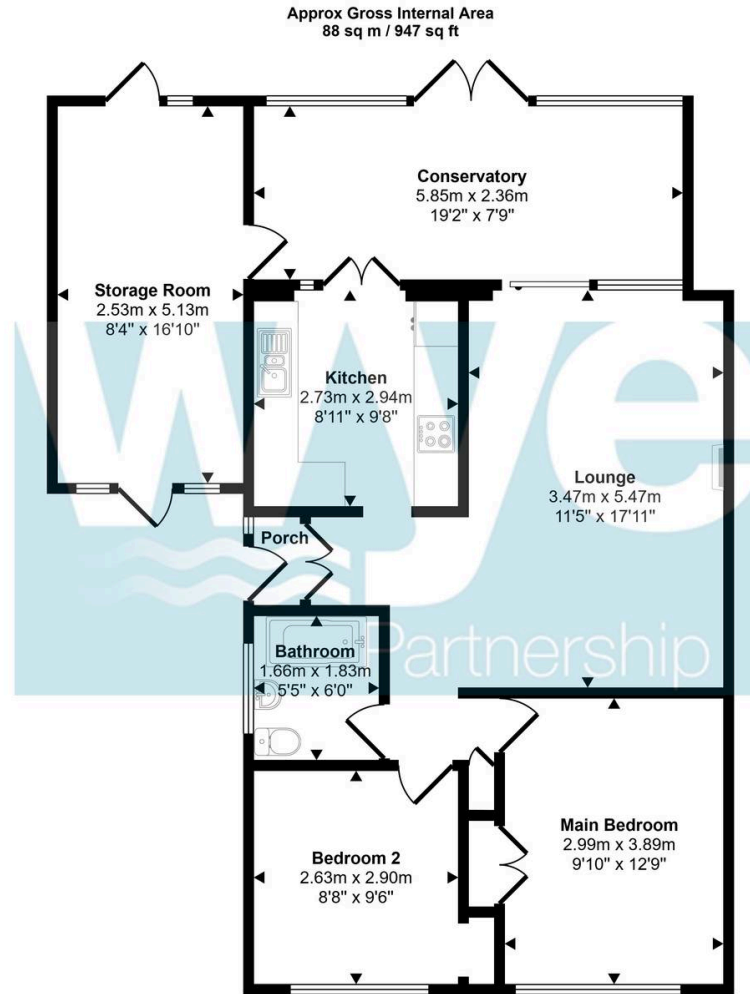 Approx Gross Internal Area
88 sq m / 947 sq ft
Conservatory
5.85m x 2.36m
19'2" x 7'9"
Storage Room
2.53m x 5.13m
8'4" x 16'10"
Kitchen
2.73m x 2.94m
8'11" x 9'8"
Lounge
3.47m x 5.47m
11'5" x 17'11"
wave
Porch
Partnership
Bathroom
1.66m x 1.83m
5'5" x 6'0"
Main Bedroom
2.99m x 3.89m
9'10" x 12'9"
Bedroom 2
2.63m x 2.90m
8'8" x 9'6"